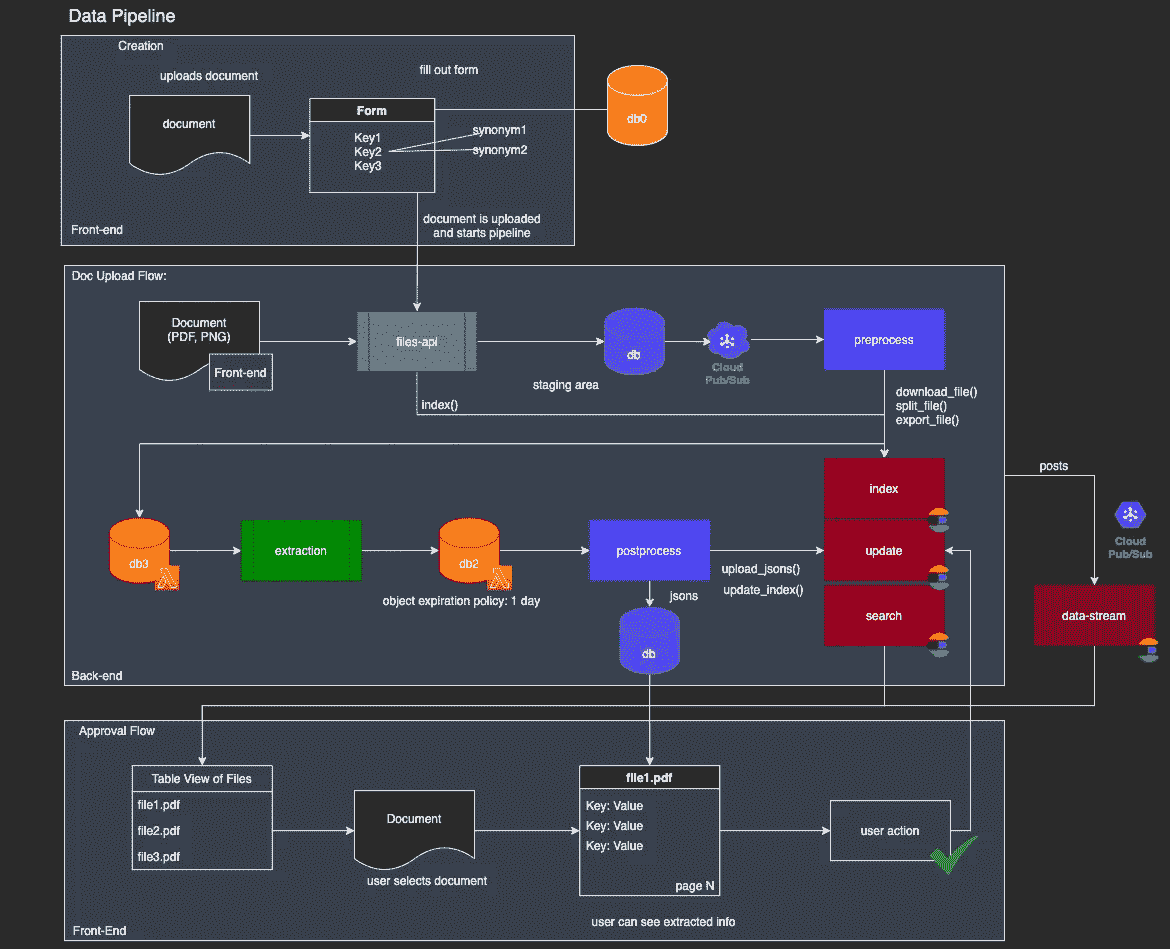 Data Pipeline
Creation
uploads document
fill out form
document
Form
Key1
Key2
Key3
synonym1
synonym2
db0
document is uploaded
and starts pipeline
Front-end
Doc Upload Flow:
Document
(PDF, PNG)
Front-end
files-api
db
staging area
Cloud
Pub/Sub
preprocess
index()
download_file()
split_file()
export_file()
posts
index
Cloud
Pub/Sub
db3
extraction
db2
object expiration policy: 1 day
postprocess
upload_jsons()
update_index()
update
jsons
db
search
data-stream
Back-end
Approval Flow
Table View of Files
file1.pdf
file2.pdf
file3.pdf
Document
user selects document
file1.pdf
Key: Value
Key: Value
Key: Value
page N
user action
user can see extracted info
Front-End